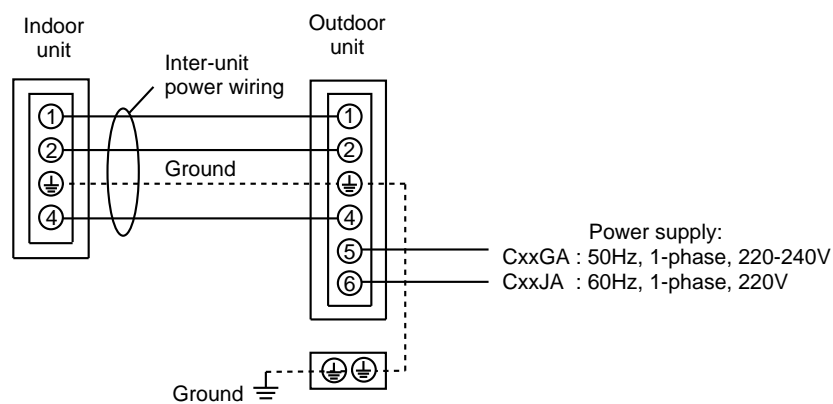 Indoor
unit
Outdoor
unit
Inter-unit
power wiring
1
2
4
Ground
1
2
4
5
6
Power supply:
CxxGA : 50Hz, 1-phase, 220-240V
CxxJA : 60Hz, 1-phase, 220V
Ground